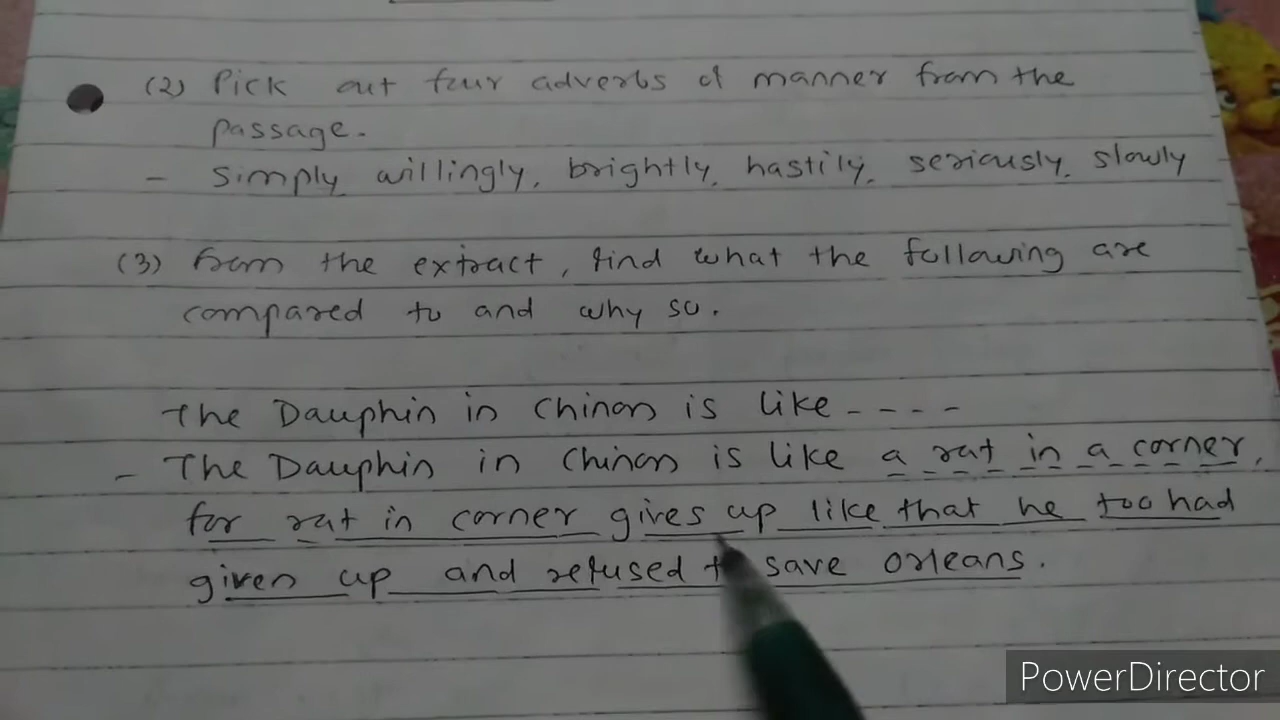 (2) Pick out four adverbs of manner from the
passage.
- Simply willingly, brightly, hastily, seriously, slowly
(3) From the extract, find what the following are
compared to and why so.
The Dauphin in Chinon is like - - - -
- The Dauphin in Chinon is like a rat in a corner,
for rat in corner gives up like that he too had
given up and refused to save orleans.
PowerDirector